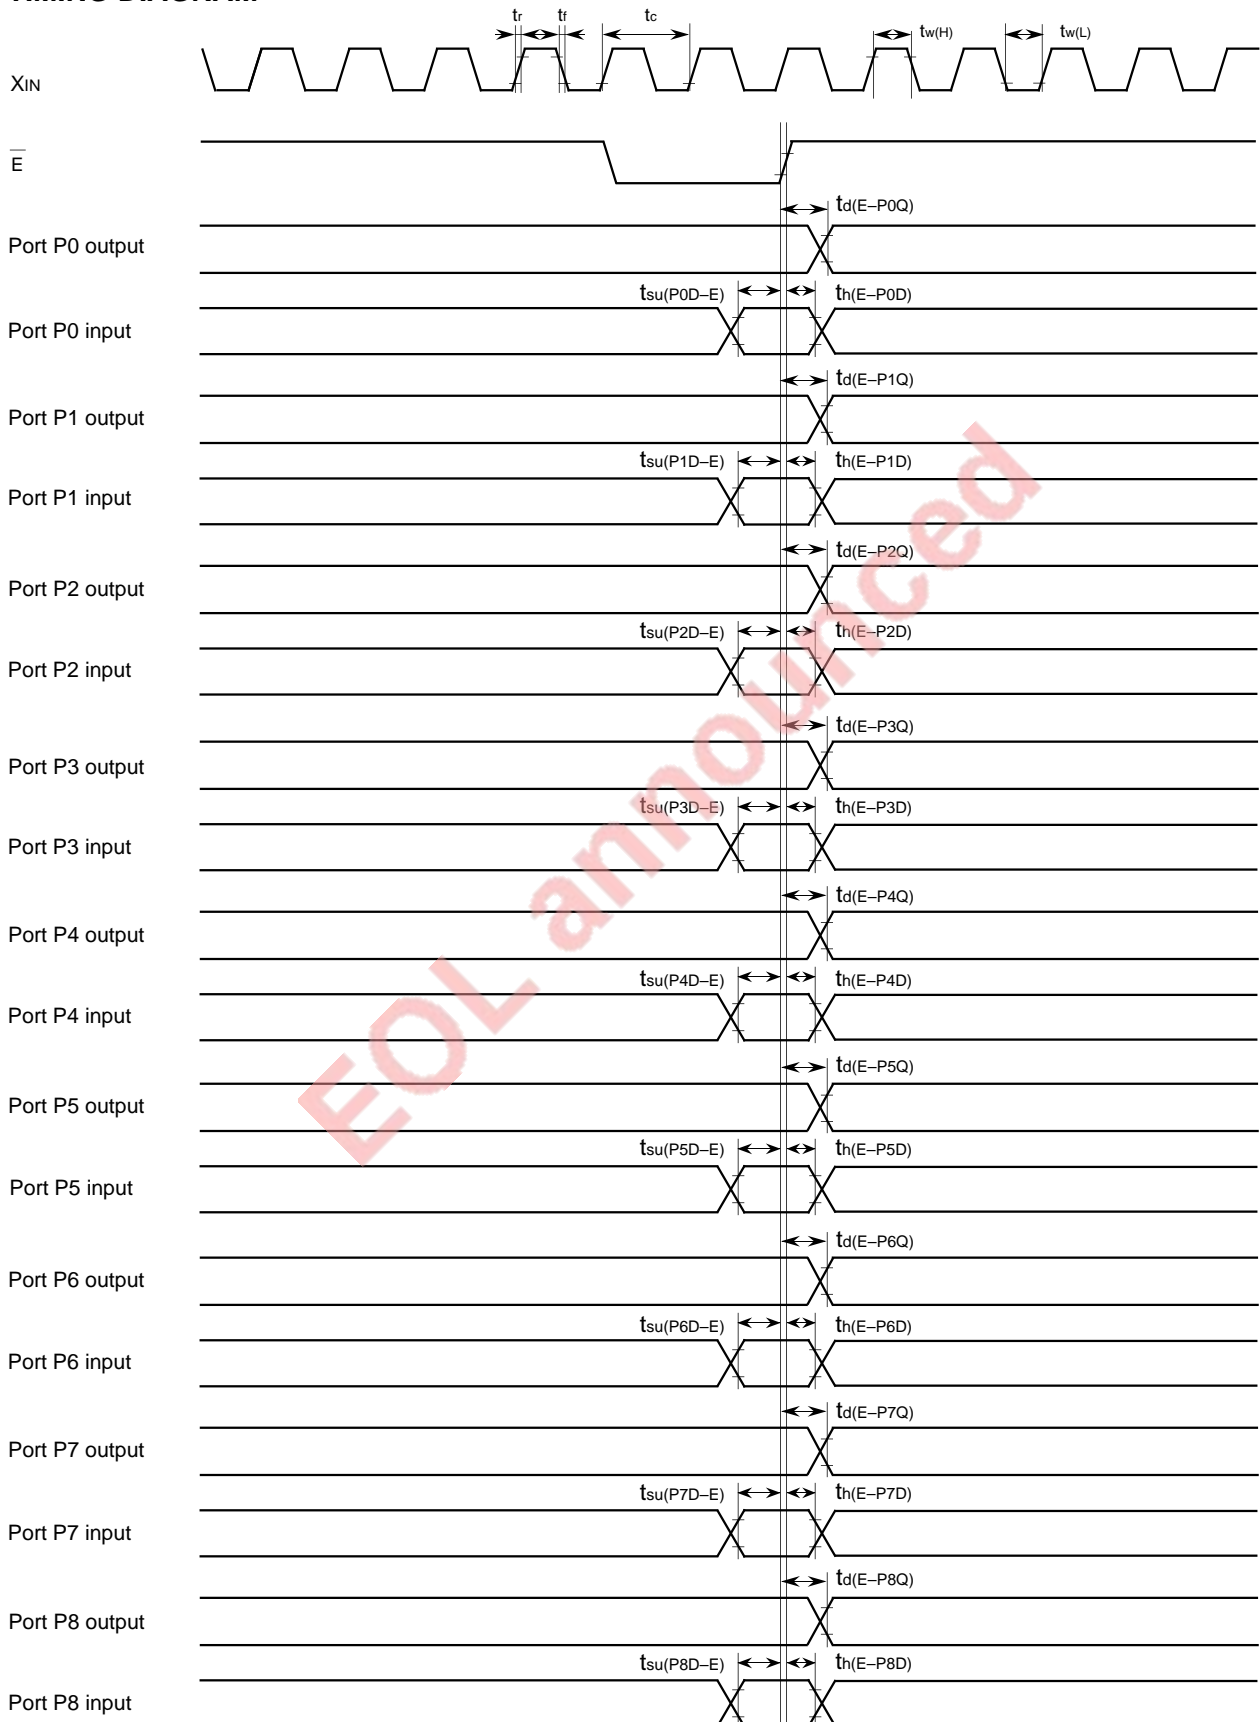 TIMING DIAGRAM
tr tf tc tw(H) tw(L)
XIN
E
td(E–P0Q)
Port P0 output
tsu(P0D–E) th(E–P0D)
Port P0 input
td(E–P1Q)
Port P1 output
tsu(P1D–E) th(E–P1D)
Port P1 input
td(E–P2Q)
Port P2 output
tsu(P2D–E) th(E–P2D)
Port P2 input
td(E–P3Q)
Port P3 output
tsu(P3D–E) th(E–P3D)
Port P3 input
td(E–P4Q)
Port P4 output
tsu(P4D–E) th(E–P4D)
Port P4 input
td(E–P5Q)
Port P5 output
tsu(P5D–E) th(E–P5D)
Port P5 input
td(E–P6Q)
Port P6 output
tsu(P6D–E) th(E–P6D)
Port P6 input
td(E–P7Q)
Port P7 output
tsu(P7D–E) th(E–P7D)
Port P7 input
td(E–P8Q)
Port P8 output
tsu(P8D–E) th(E–P8D)
Port P8 input
EOL announced